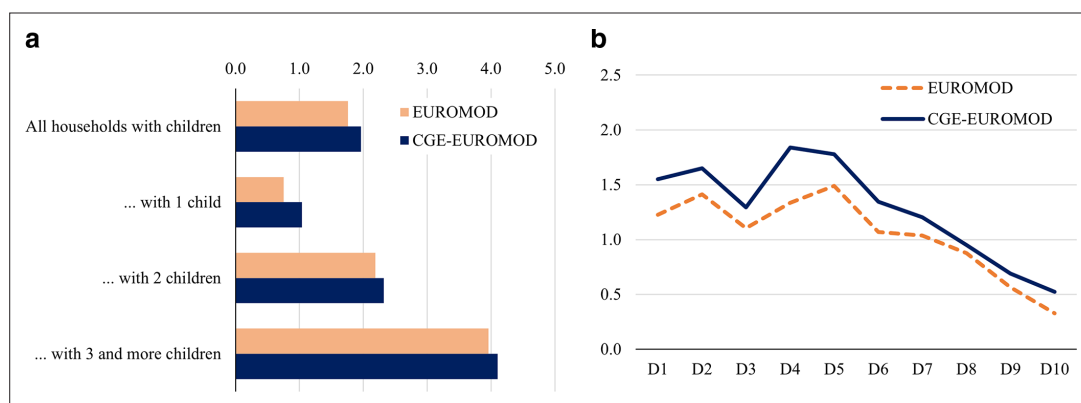 a
0.0 1.0 2.0 3.0 4.0 5.0
EUROMOD
CGE-EUROMOD
All households with children
... with 1 child
... with 2 children
... with 3 and more children
b
2.5
2.0
1.5
1.0
0.5
0.0
EUROMOD
CGE-EUROMOD
D1 D2 D3 D4 D5 D6 D7 D8 D9 D10